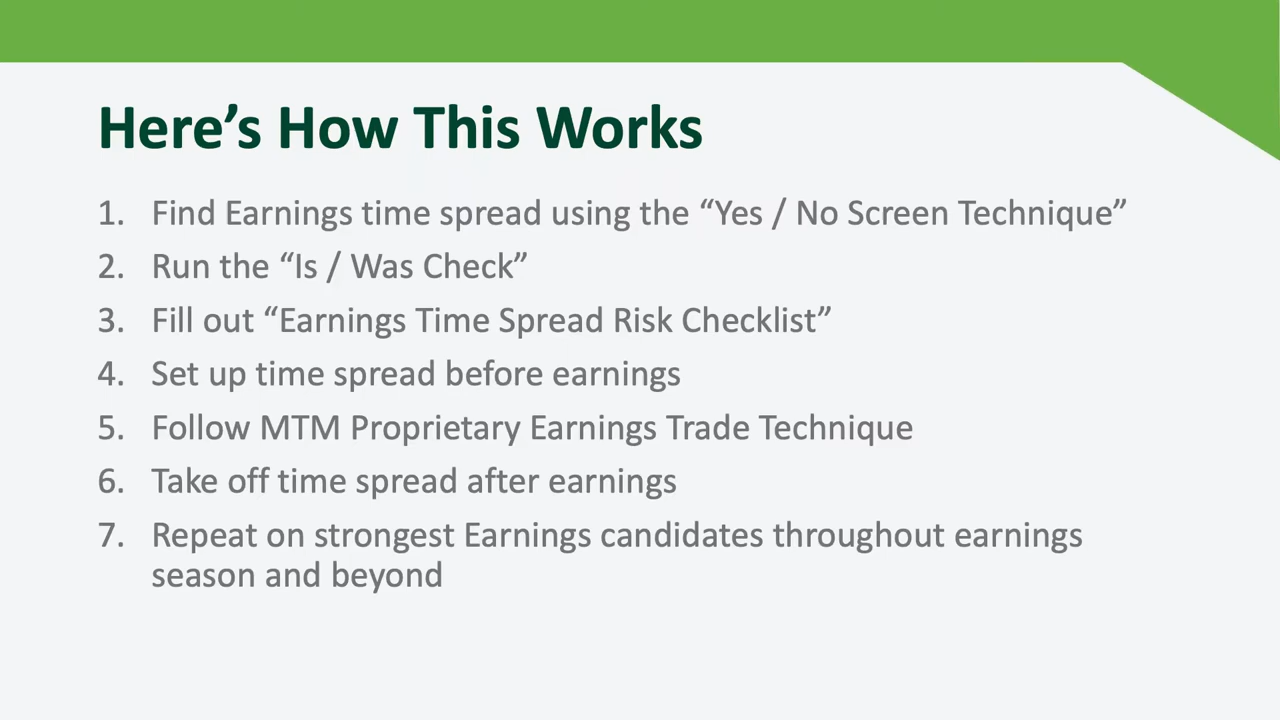 Here’s How This Works
1. Find Earnings time spread using the “Yes / No Screen Technique”
2. Run the “Is / Was Check”
3. Fill out “Earnings Time Spread Risk Checklist”
4. Set up time spread before earnings
5. Follow MTM Proprietary Earnings Trade Technique
6. Take off time spread after earnings
7. Repeat on strongest Earnings candidates throughout earnings
season and beyond